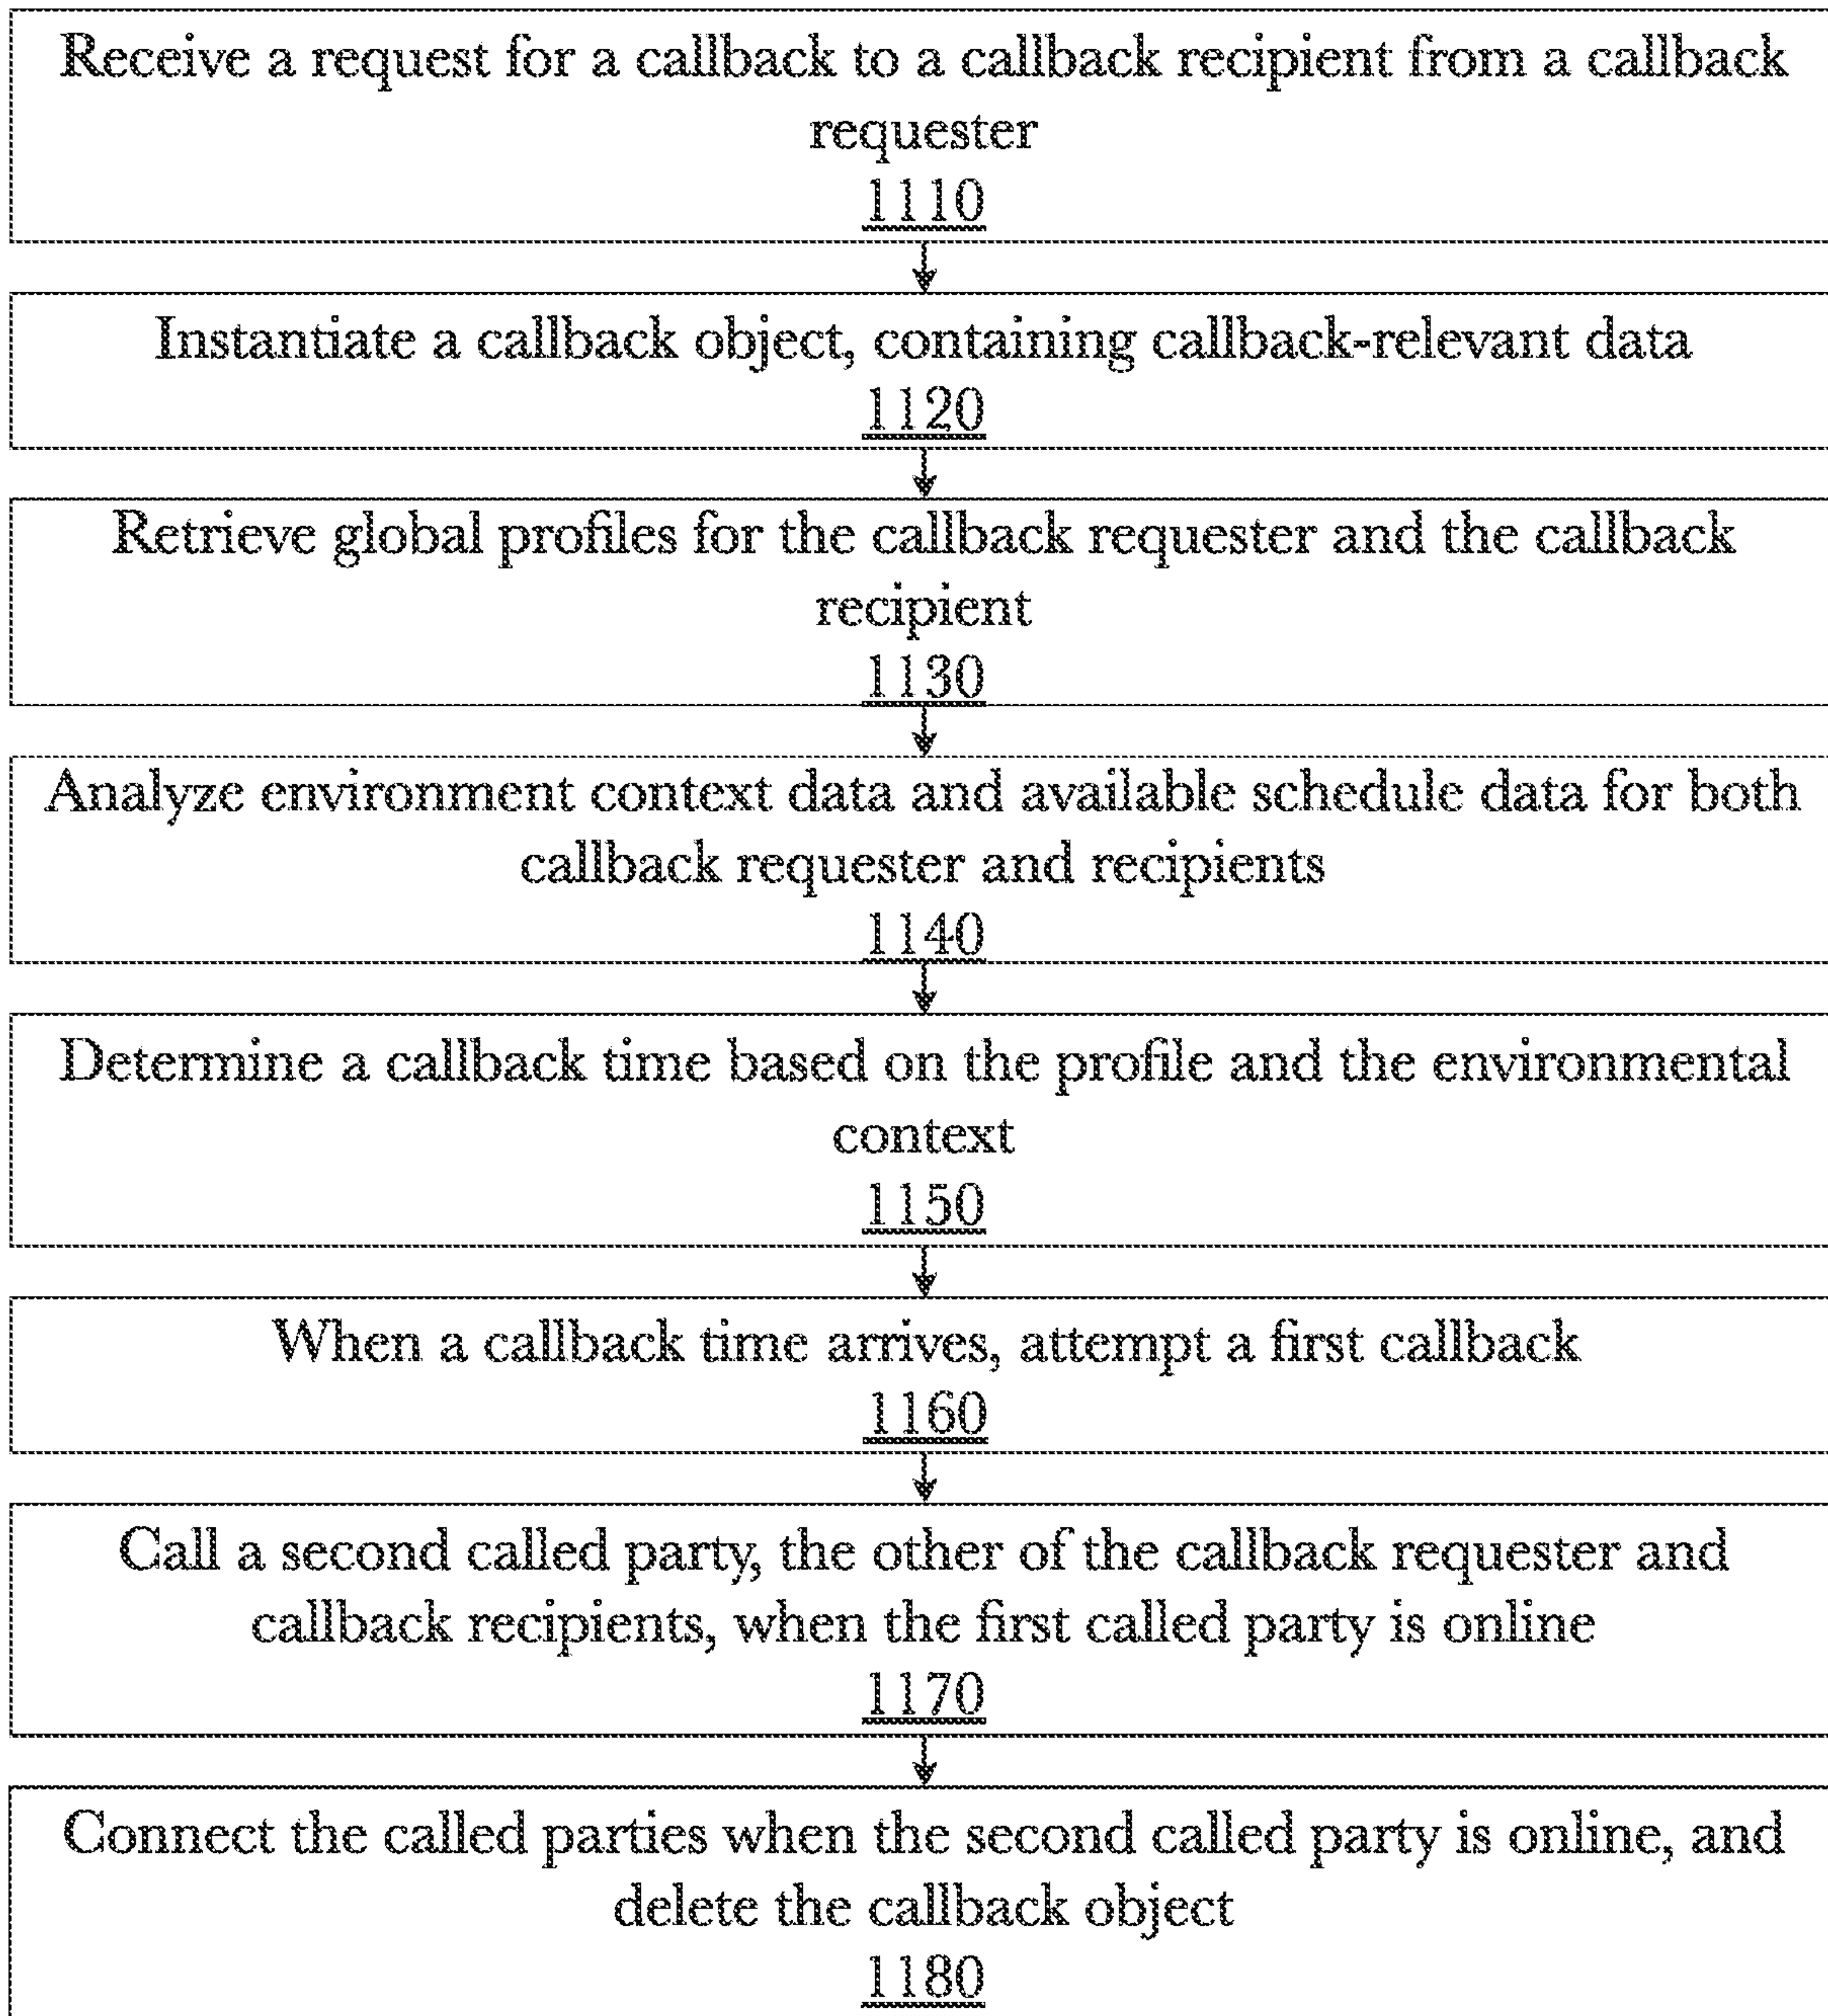 Receive a request for a callback to a callback recipient from a callback
requester
1110
Instantiate a callback object, containing callback-relevant data
1120
Retrieve global profiles for the callback requester and the callback
recipient
1130
Analyze environment context data and available schedule data for both
callback requester and recipients
1140
Determine a callback time based on the profile and the environmental
context
1150
When a callback time arrives, attempt a first callback
1160
Call a second called party, the other of the callback requester and
callback recipients, when the first called party is online
1170
Connect the called parties when the second called party is online, and
delete the callback object
1180